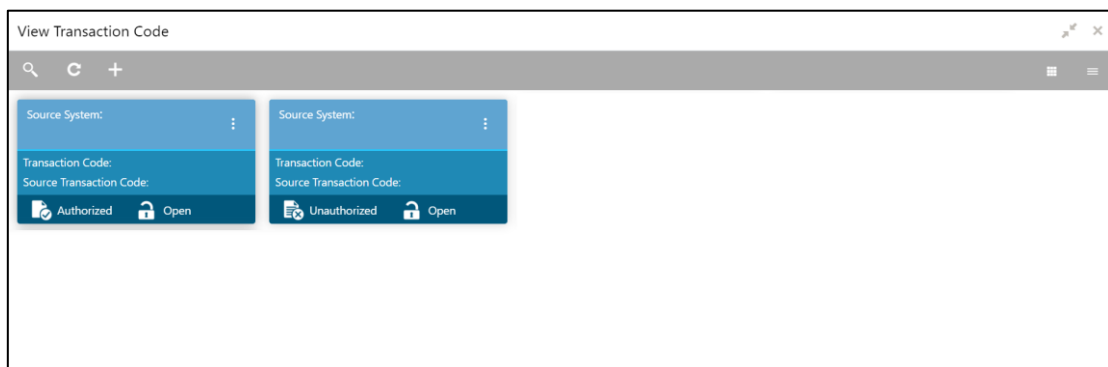 View Transaction Code
Source System:
Transaction Code:
Source Transaction Code:
Authorized Open
Source System:
Transaction Code:
Source Transaction Code:
Unauthorized Open